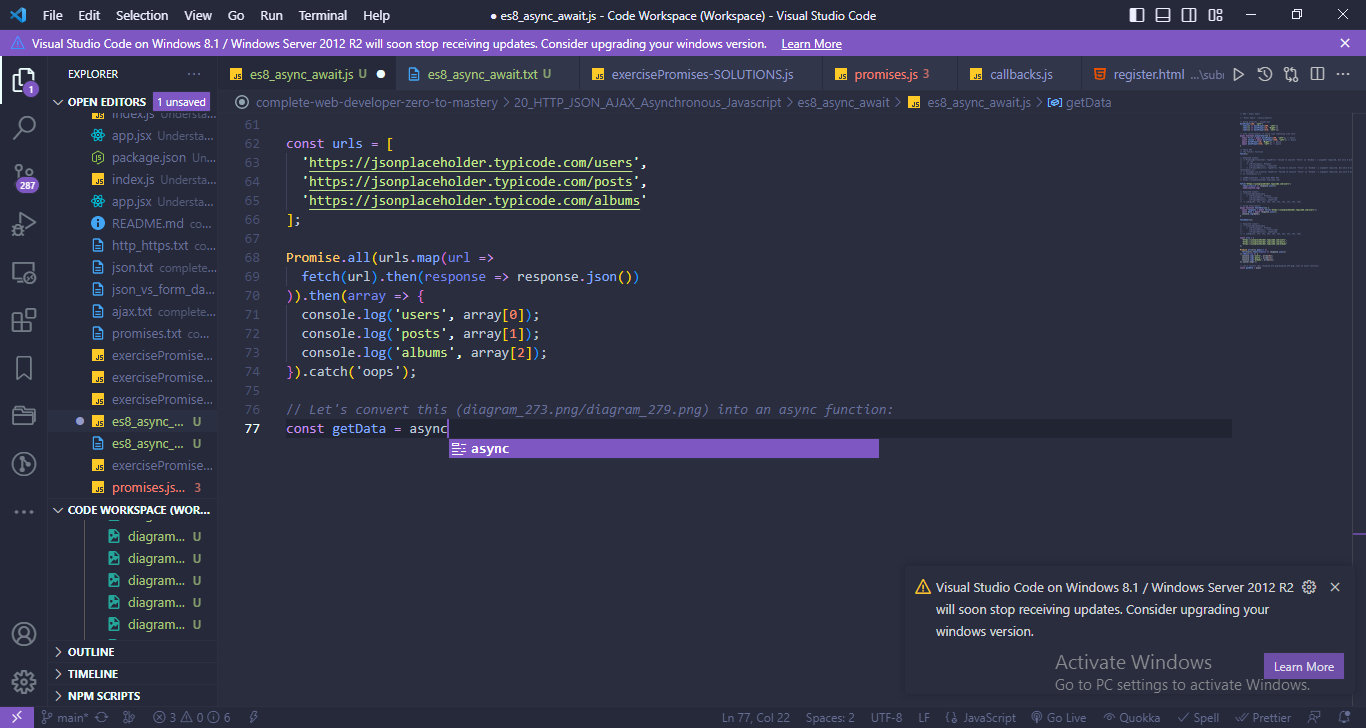 File Edit Selection View Go Run Terminal Help
● es8_async_await.js - Code Workspace (Workspace) - Visual Studio Code
Visual Studio Code on Windows 8.1 / Windows Server 2012 R2 will soon stop receiving updates. Consider upgrading your windows version. Learn More
EXPLORER ···
es8_async_await.js U ●
es8_async_await.txt U
exercisePromises-SOLUTIONS.js
promises.js 3
callbacks.js
register.html ...\subr
1
287
OPEN EDITORS 1 unsaved
index.js Understa...
app.jsx Understa...
package.json Un...
index.js Understa...
app.jsx Understa...
README.md co...
http_https.txt co...
json.txt complete...
json_vs_form_da...
ajax.txt complete...
promises.txt co...
exercisePromise...
exercisePromise...
exercisePromise...
es8_async_... U
es8_async_... U
exercisePromise...
promises.js... 3
CODE WORKSPACE (WOR...
diagram... U
diagram... U
diagram... U
diagram... U
diagram... U
OUTLINE
TIMELINE
NPM SCRIPTS
complete-web-developer-zero-to-mastery > 20_HTTP_JSON_AJAX_Asynchronous_Javascript > es8_async_await > es8_async_await.js > getData
61
62 const urls = [
63 'https://jsonplaceholder.typicode.com/users',
64 'https://jsonplaceholder.typicode.com/posts',
65 'https://jsonplaceholder.typicode.com/albums'
66 ];
67
68 Promise.all(urls.map(url =>
69 fetch(url).then(response => response.json())
70 )).then(array => {
71 console.log('users', array[0]);
72 console.log('posts', array[1]);
73 console.log('albums', array[2]);
74 }).catch('oops');
75
76 // Let's convert this (diagram_273.png/diagram_279.png) into an async function:
77 const getData = async
async
Visual Studio Code on Windows 8.1 / Windows Server 2012 R2
will soon stop receiving updates. Consider upgrading your
windows version.
Learn More
Activate Windows
Go to PC settings to activate Windows.
main* 3 0 6
Ln 77, Col 22 Spaces: 2 UTF-8 LF JavaScript Go Live Quokka Spell Prettier